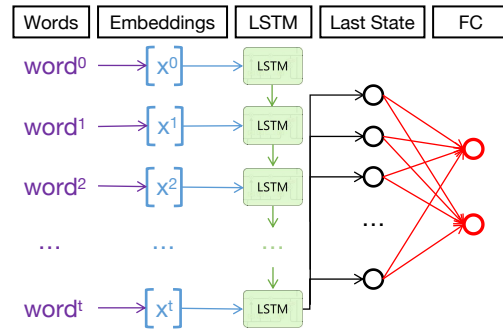 Words Embeddings LSTM Last State FC
word⁰ [x⁰] LSTM
word¹ [x¹] LSTM
word² [x²] LSTM
... ... ... ...
wordᵗ [xᵗ] LSTM